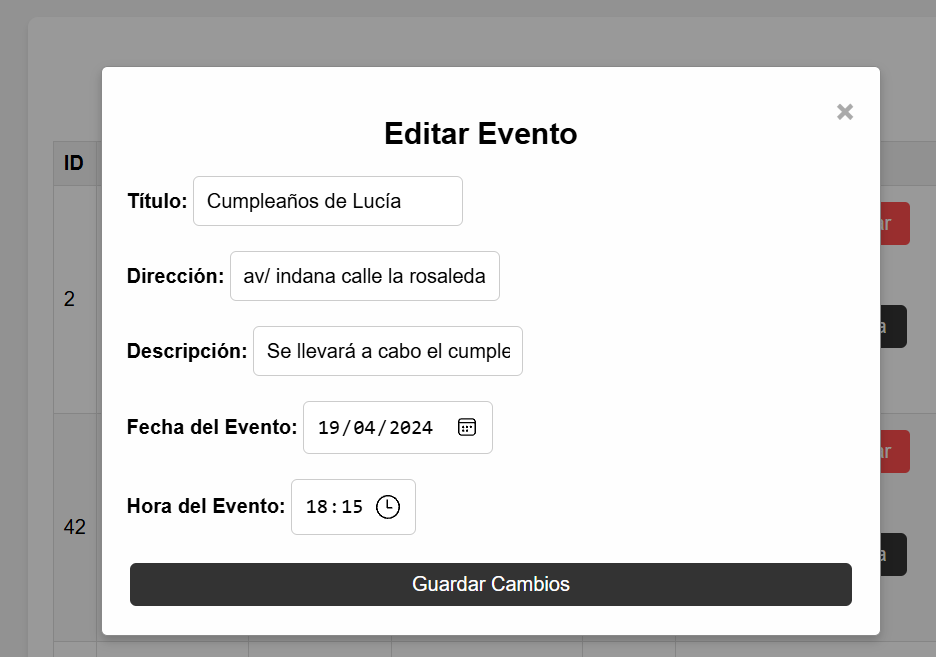 ×
Editar Evento
ID
Título: Cumpleaños de Lucía
Dirección: av/ indana calle la rosaleda
2
Descripción: Se llevará a cabo el cumple
Fecha del Evento: 19/04/2024
Hora del Evento: 18:15
42
Guardar Cambios